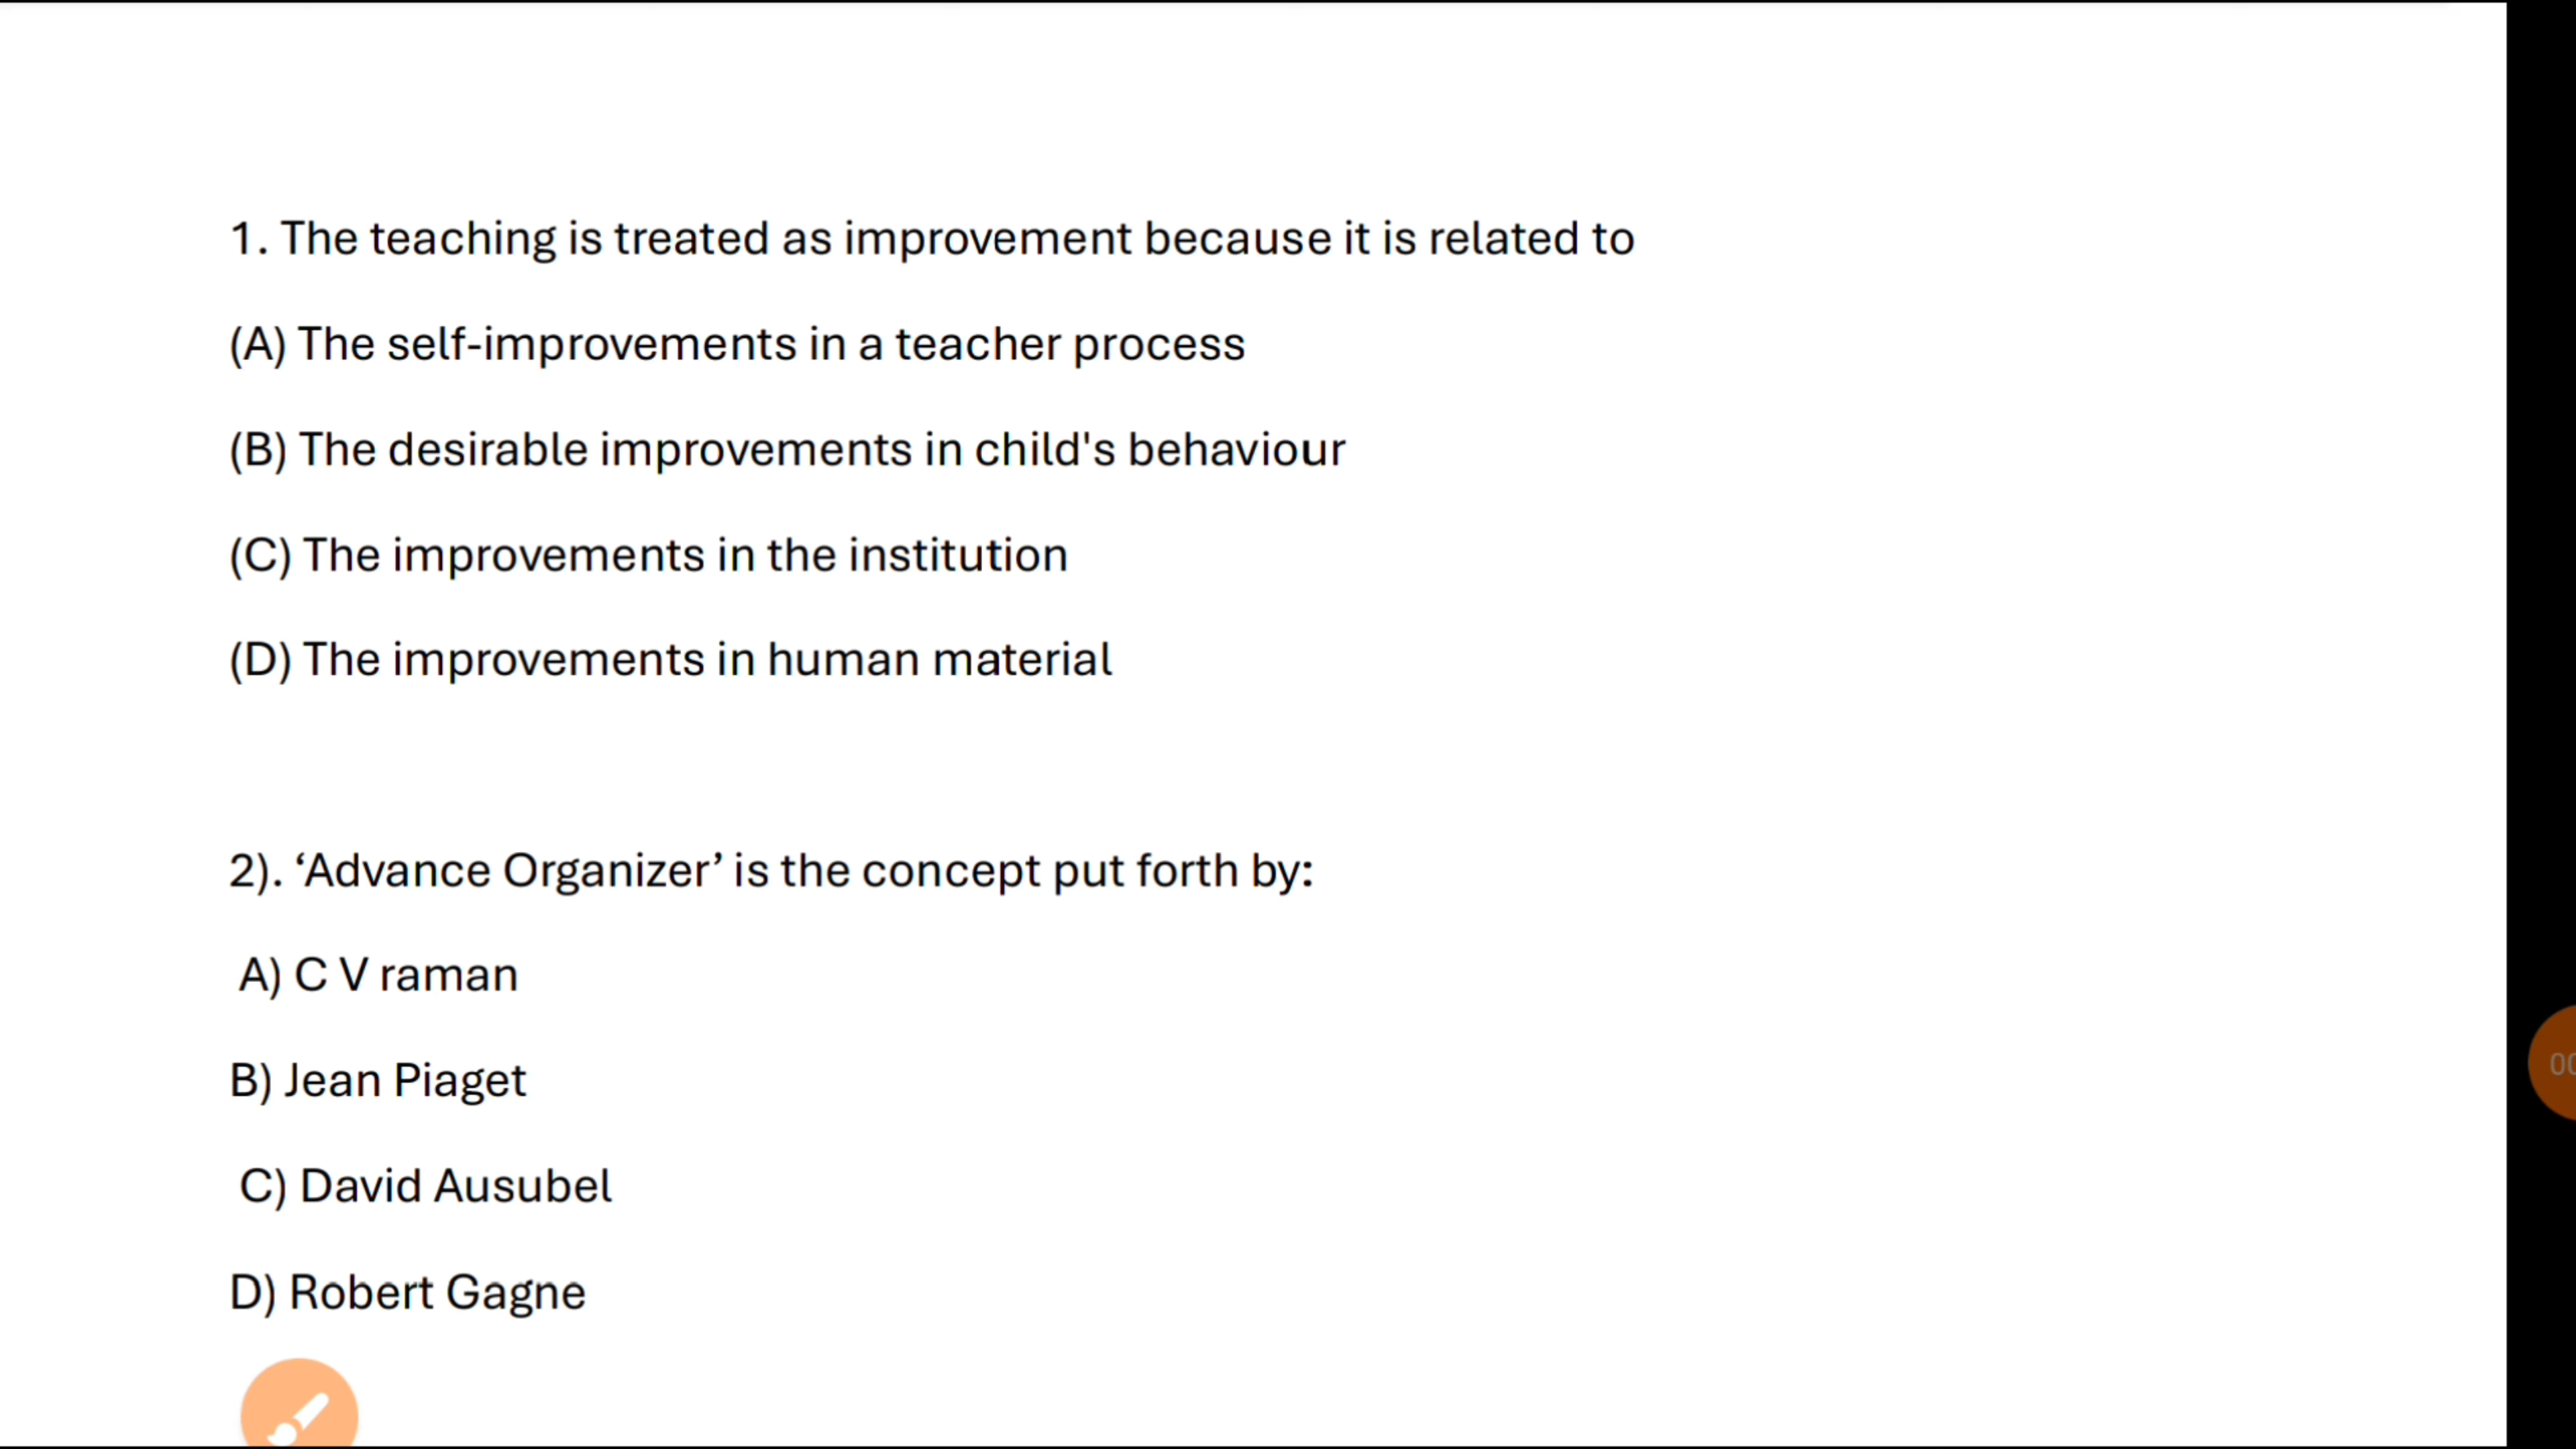 1. The teaching is treated as improvement because it is related to
(A) The self-improvements in a teacher process
(B) The desirable improvements in child's behaviour
(C) The improvements in the institution
(D) The improvements in human material
2). ‘Advance Organizer’ is the concept put forth by:
A) C V raman
B) Jean Piaget
C) David Ausubel
D) Robert Gagne